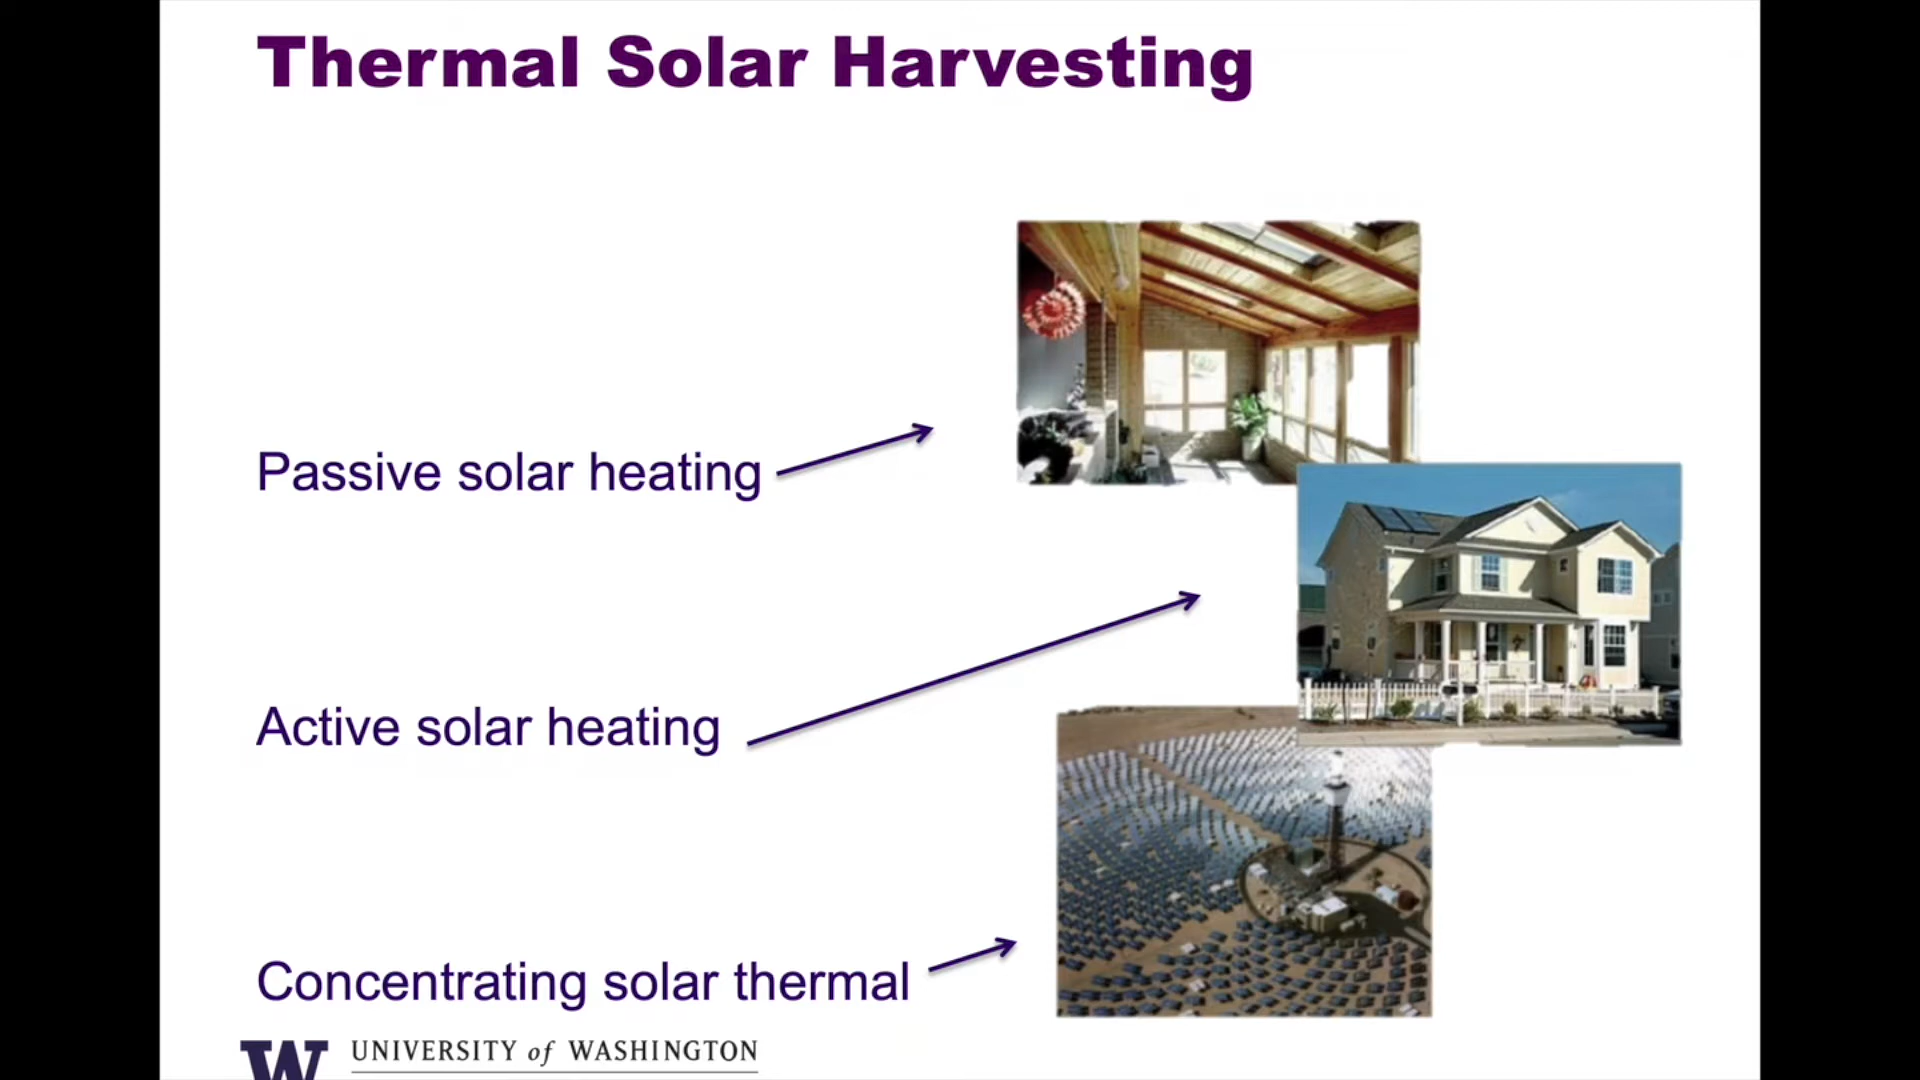 Thermal Solar Harvesting
Passive solar heating
Active solar heating
Concentrating solar thermal
W UNIVERSITY of WASHINGTON